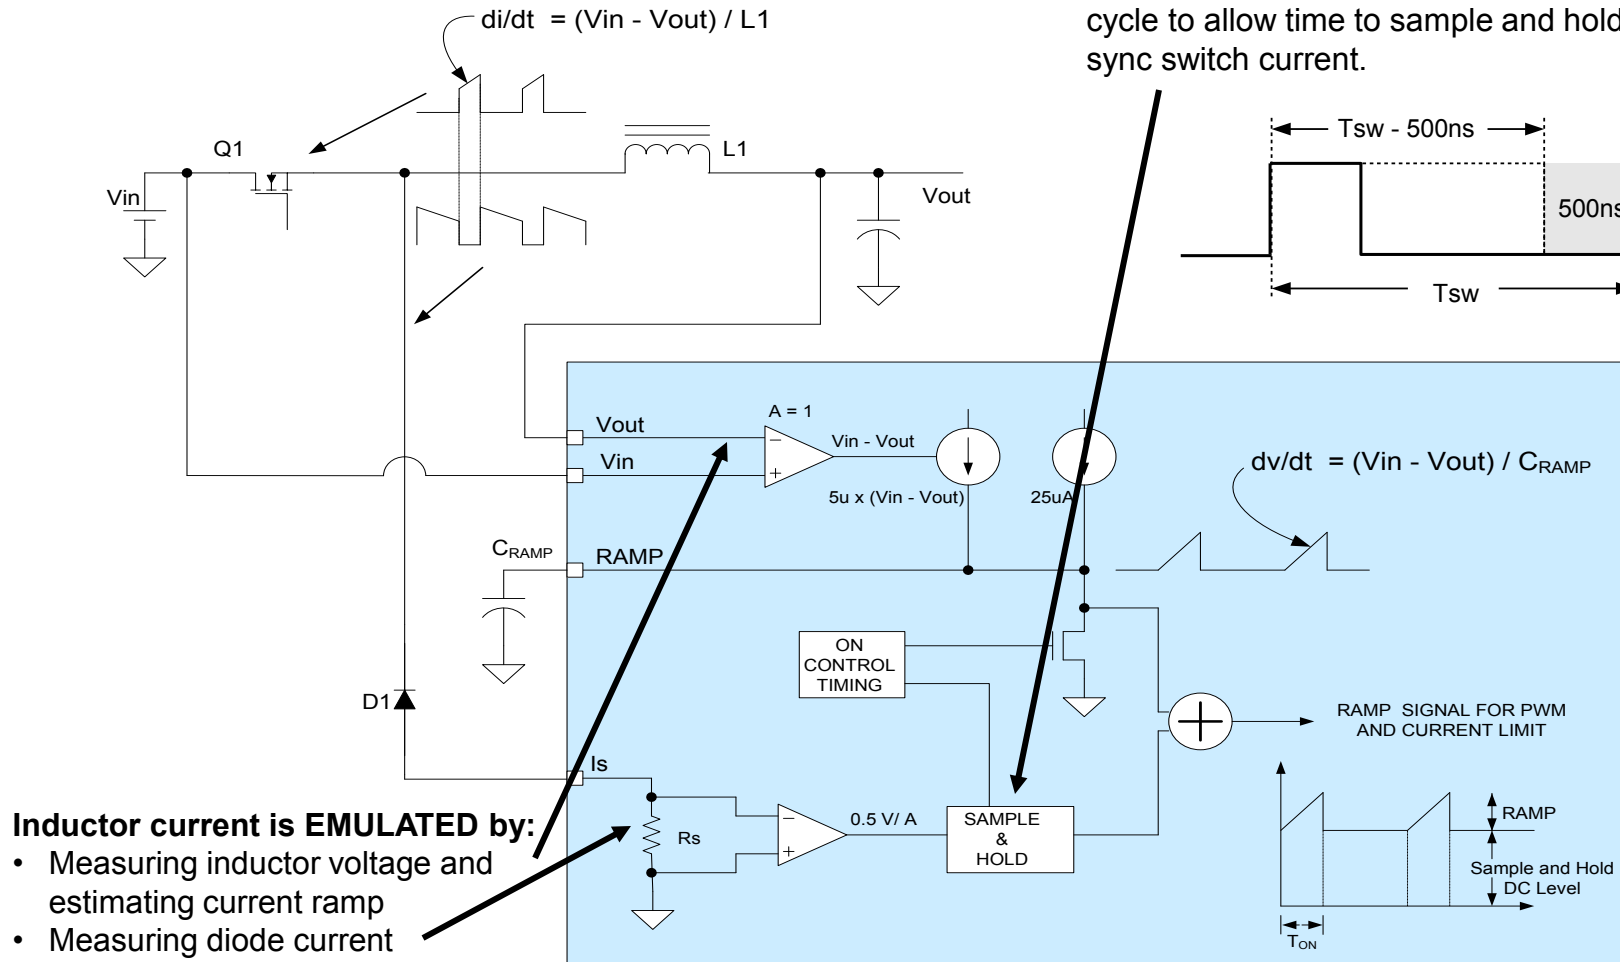 di/dt = (Vin - Vout) / L1
cycle to allow time to sample and hold
sync switch current.
Tsw - 500ns
500ns
Tsw
Q1
L1
Vin
Vout
Vout
Vin
A = 1
−
+
Vin - Vout
5u x (Vin - Vout)
25uA
dv/dt = (Vin - Vout) / CRAMP
CRAMP
RAMP
ON
CONTROL
TIMING
D1
Is
Rs
−
+
0.5 V/ A
SAMPLE
&
HOLD
+
RAMP SIGNAL FOR PWM
AND CURRENT LIMIT
RAMP
Sample and Hold
DC Level
TON
Inductor current is EMULATED by:
• Measuring inductor voltage and
estimating current ramp
• Measuring diode current